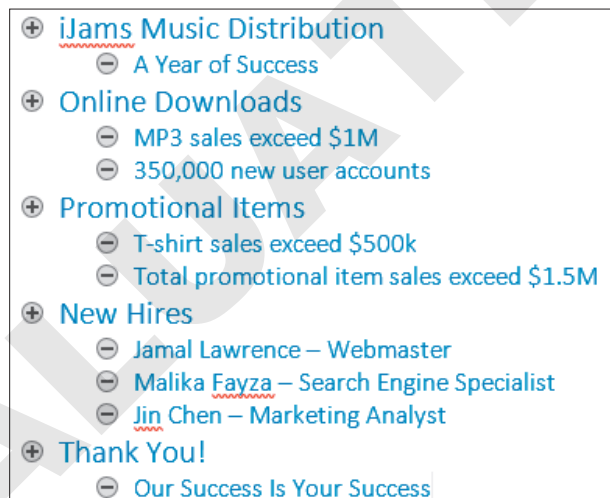 iJams Music Distribution
A Year of Success
Online Downloads
MP3 sales exceed $1M
350,000 new user accounts
Promotional Items
T-shirt sales exceed $500k
Total promotional item sales exceed $1.5M
New Hires
Jamal Lawrence – Webmaster
Malika Fayza – Search Engine Specialist
Jin Chen – Marketing Analyst
Thank You!
Our Success Is Your Success